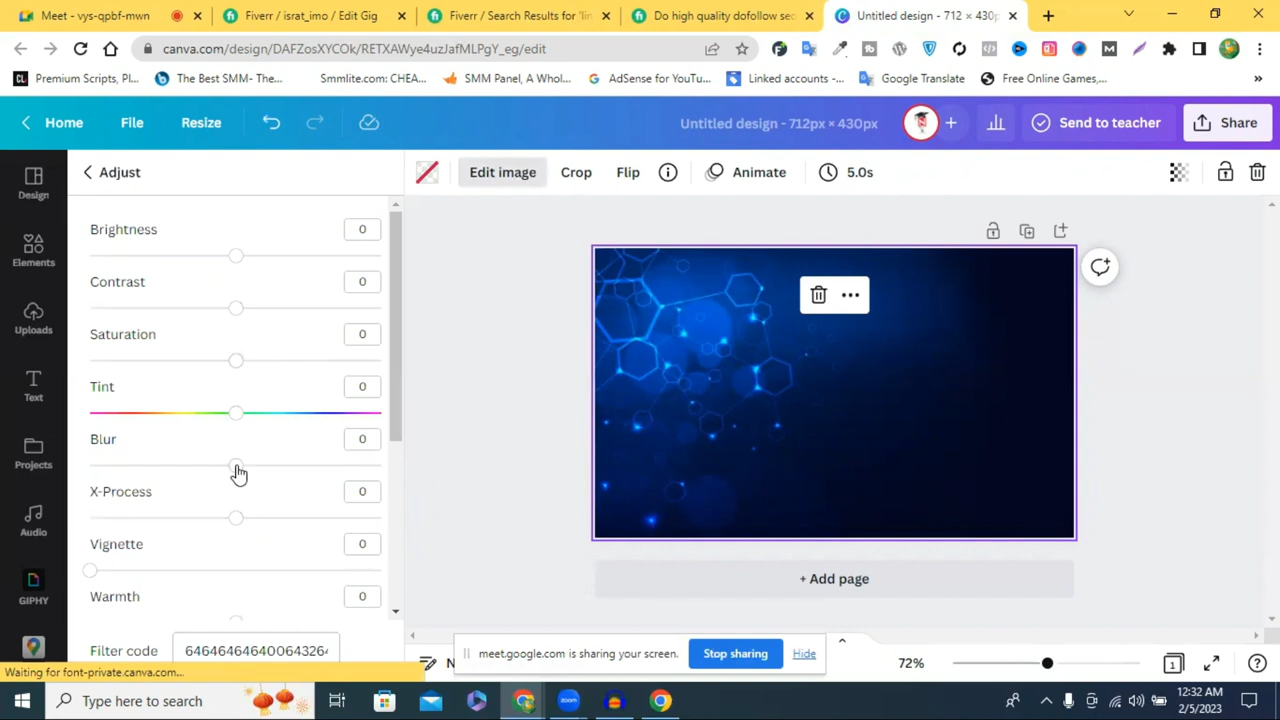 Meet - vys-qpbf-mwn
Fiverr / israt_imo / Edit Gig
Fiverr / Search Results for 'lin
Do high quality dofollow seo
Untitled design - 712 × 430p
canva.com/design/DAFZosXYCOk/RETXAWye4uzJafMLPgY_eg/edit
Premium Scripts, Pl...
The Best SMM- The...
Smmlite.com: CHEA...
SMM Panel, A Whol...
AdSense for YouTu...
Linked accounts -...
Google Translate
Free Online Games,...
Home
File
Resize
Untitled design - 712px × 430px
Send to teacher
Share
Adjust
Edit image
Crop
Flip
Animate
5.0s
Design
Elements
Uploads
Text
Projects
Audio
GIPHY
Brightness
0
Contrast
0
Saturation
0
Tint
0
Blur
0
X-Process
0
Vignette
0
Warmth
0
Filter code
+ Add page
meet.google.com is sharing your screen.
Stop sharing
Hide
72%
1
Waiting for font-private.canva.com...
Type here to search
12:32 AM
2/5/2023